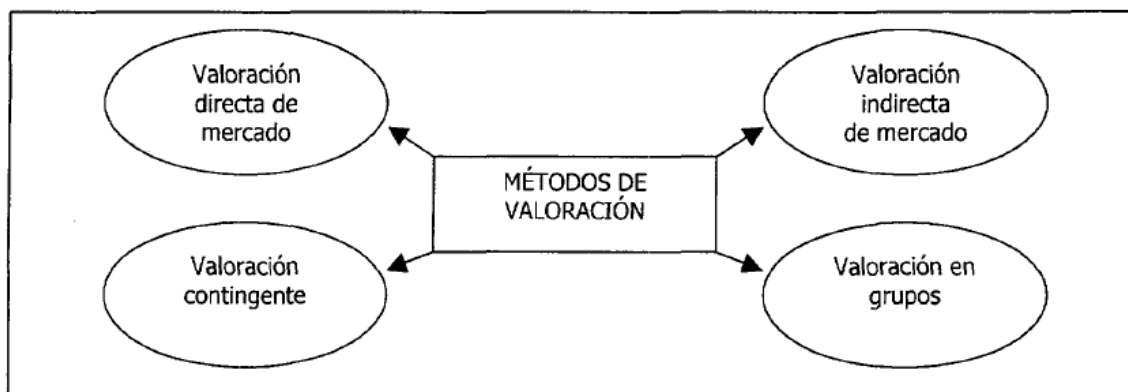 Valoración
directa de
mercado
Valoración
indirecta
de mercado
MÉTODOS DE
VALORACIÓN
Valoración
contingente
Valoración en
grupos